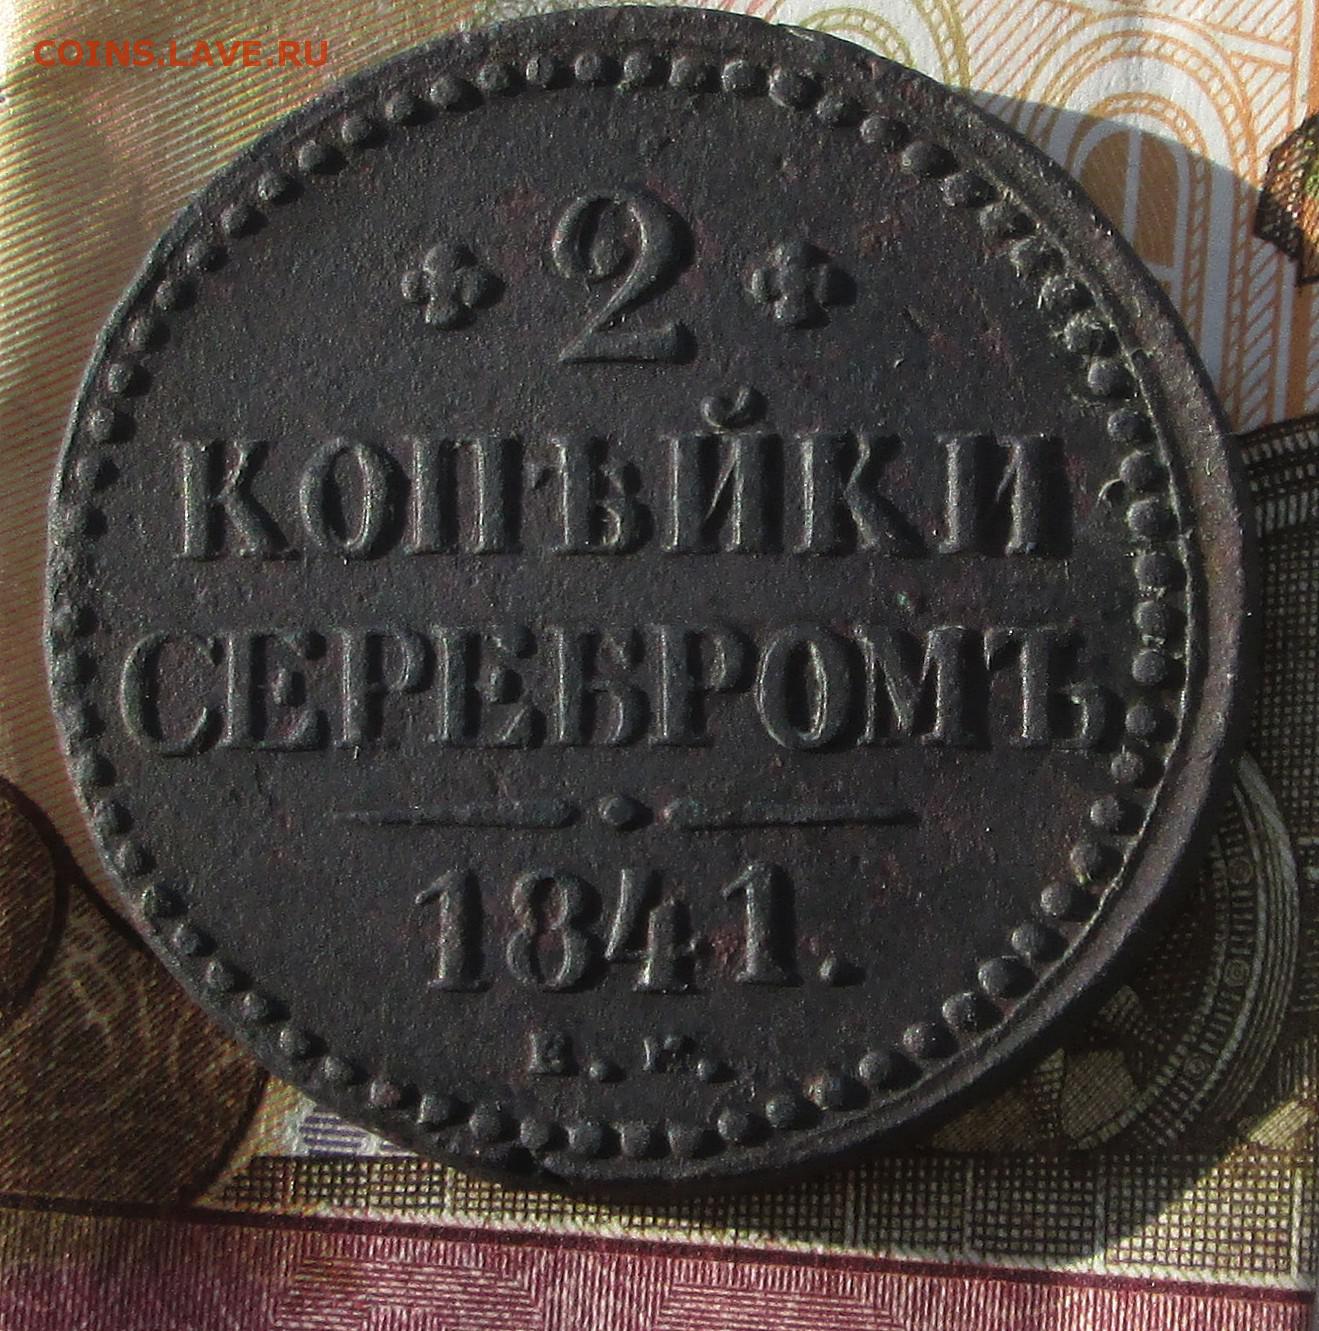 COINS.LAVE.RU
2
КОПѢЙКИ
СЕРЕБРОМЪ
1841.
Е.М.